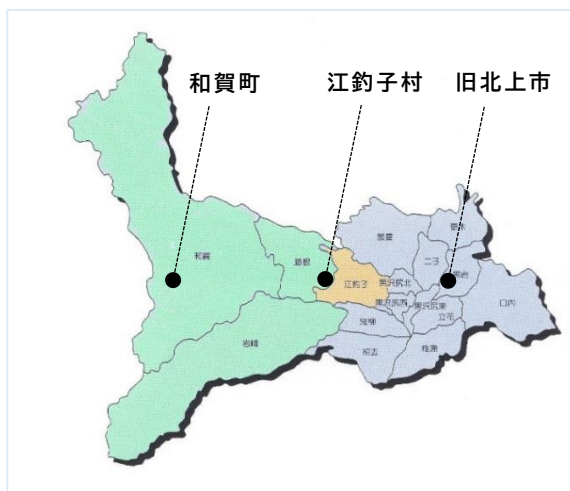 和賀町
江釣子村
旧北上市
和賀
藤根
岩崎
江釣子
飯豊
更木
二子
黒岩
口内
黒沢尻北
黒沢尻西
黒沢尻東
立花
鬼柳
相去
稲瀬